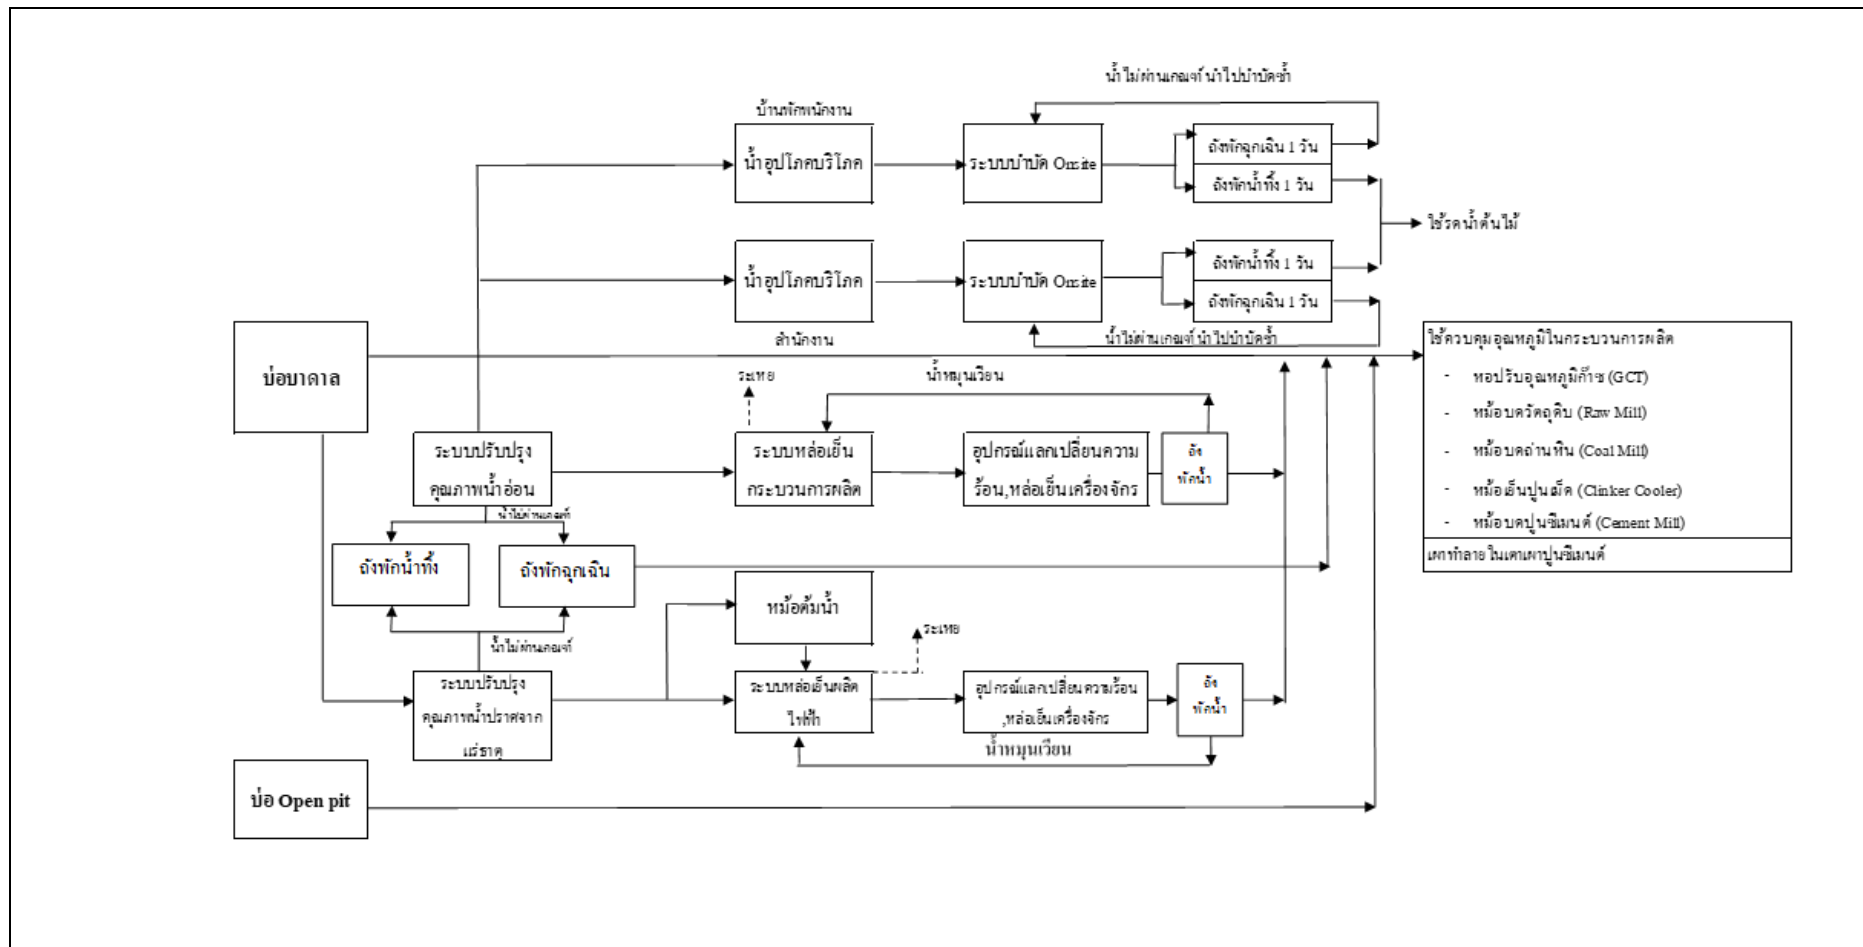 น้ำไม่ผ่านเกณฑ์ นำไปบำบัดซ้ำ
บ้านพักพนักงาน
น้ำอุปโภคบริโภค
ระบบบำบัด Onsite
ถังพักฉุกเฉิน 1 วัน
ถังพักน้ำทิ้ง 1 วัน
ใช้รดน้ำต้นไม้
น้ำอุปโภคบริโภค
ระบบบำบัด Onsite
ถังพักน้ำทิ้ง 1 วัน
ถังพักฉุกเฉิน 1 วัน
สำนักงาน
น้ำไม่ผ่านเกณฑ์ นำไปบำบัดซ้ำ
บ่อบาดาล
ใช้ควบคุมอุณหภูมิในกระบวนการผลิต
- หอปรับอุณหภูมิก๊าซ (GCT)
- หม้อบดวัตถุดิบ (Raw Mill)
- หม้อบดถ่านหิน (Coal Mill)
- หม้อเย็นปูนเม็ด (Clinker Cooler)
- หม้อบดปูนซีเมนต์ (Cement Mill)
เผาทำลายในเตาเผาปูนซีเมนต์
ระเหย
น้ำหมุนเวียน
ระบบปรับปรุง
คุณภาพน้ำอ่อน
ระบบหล่อเย็น
กระบวนการผลิต
อุปกรณ์แลกเปลี่ยนความ
ร้อน,หล่อเย็นเครื่องจักร
ถัง
พักน้ำ
น้ำไม่ผ่านเกณฑ์
ถังพักน้ำทิ้ง
ถังพักฉุกเฉิน
หม้อต้มน้ำ
น้ำไม่ผ่านเกณฑ์
ระเหย
ระบบปรับปรุง
คุณภาพน้ำปราศจาก
แร่ธาตุ
ระบบหล่อเย็นผลิต
ไฟฟ้า
อุปกรณ์แลกเปลี่ยนความร้อน
,หล่อเย็นเครื่องจักร
ถัง
พักน้ำ
น้ำหมุนเวียน
บ่อ Open pit